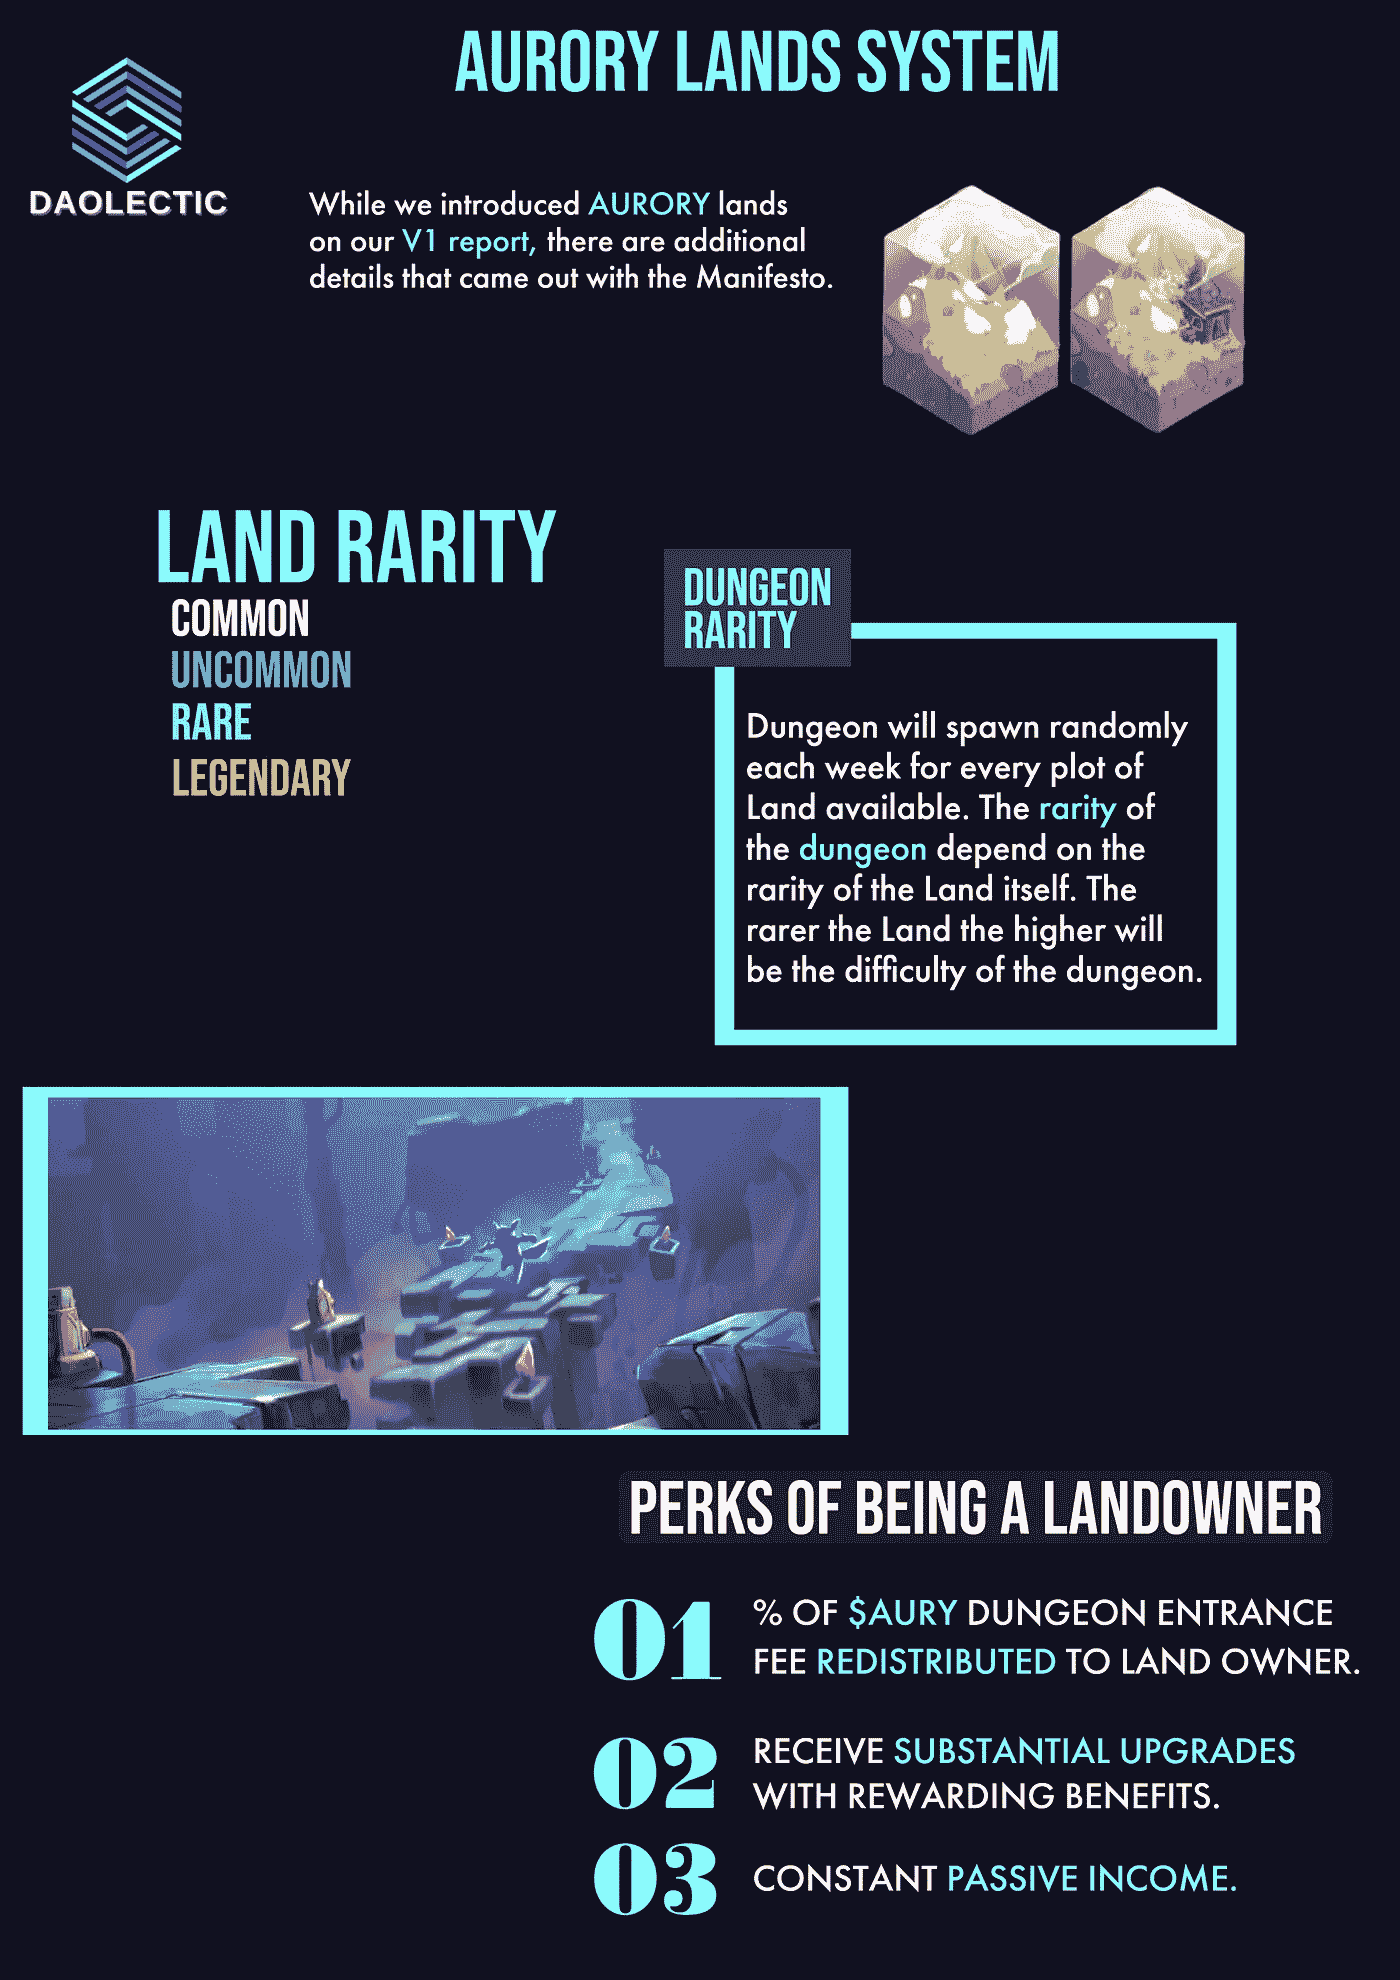 AURORY LANDS SYSTEM
DAOLECTIC
While we introduced AURORY lands
on our V1 report, there are additional
details that came out with the Manifesto.
LAND RARITY
COMMON
UNCOMMON
RARE
LEGENDARY
DUNGEON
RARITY
Dungeon will spawn randomly
each week for every plot of
Land available. The rarity of
the dungeon depend on the
rarity of the Land itself. The
rarer the Land the higher will
be the difficulty of the dungeon.
PERKS OF BEING A LANDOWNER
01
% OF $AURY DUNGEON ENTRANCE
FEE REDISTRIBUTED TO LAND OWNER.
02
RECEIVE SUBSTANTIAL UPGRADES
WITH REWARDING BENEFITS.
03
CONSTANT PASSIVE INCOME.